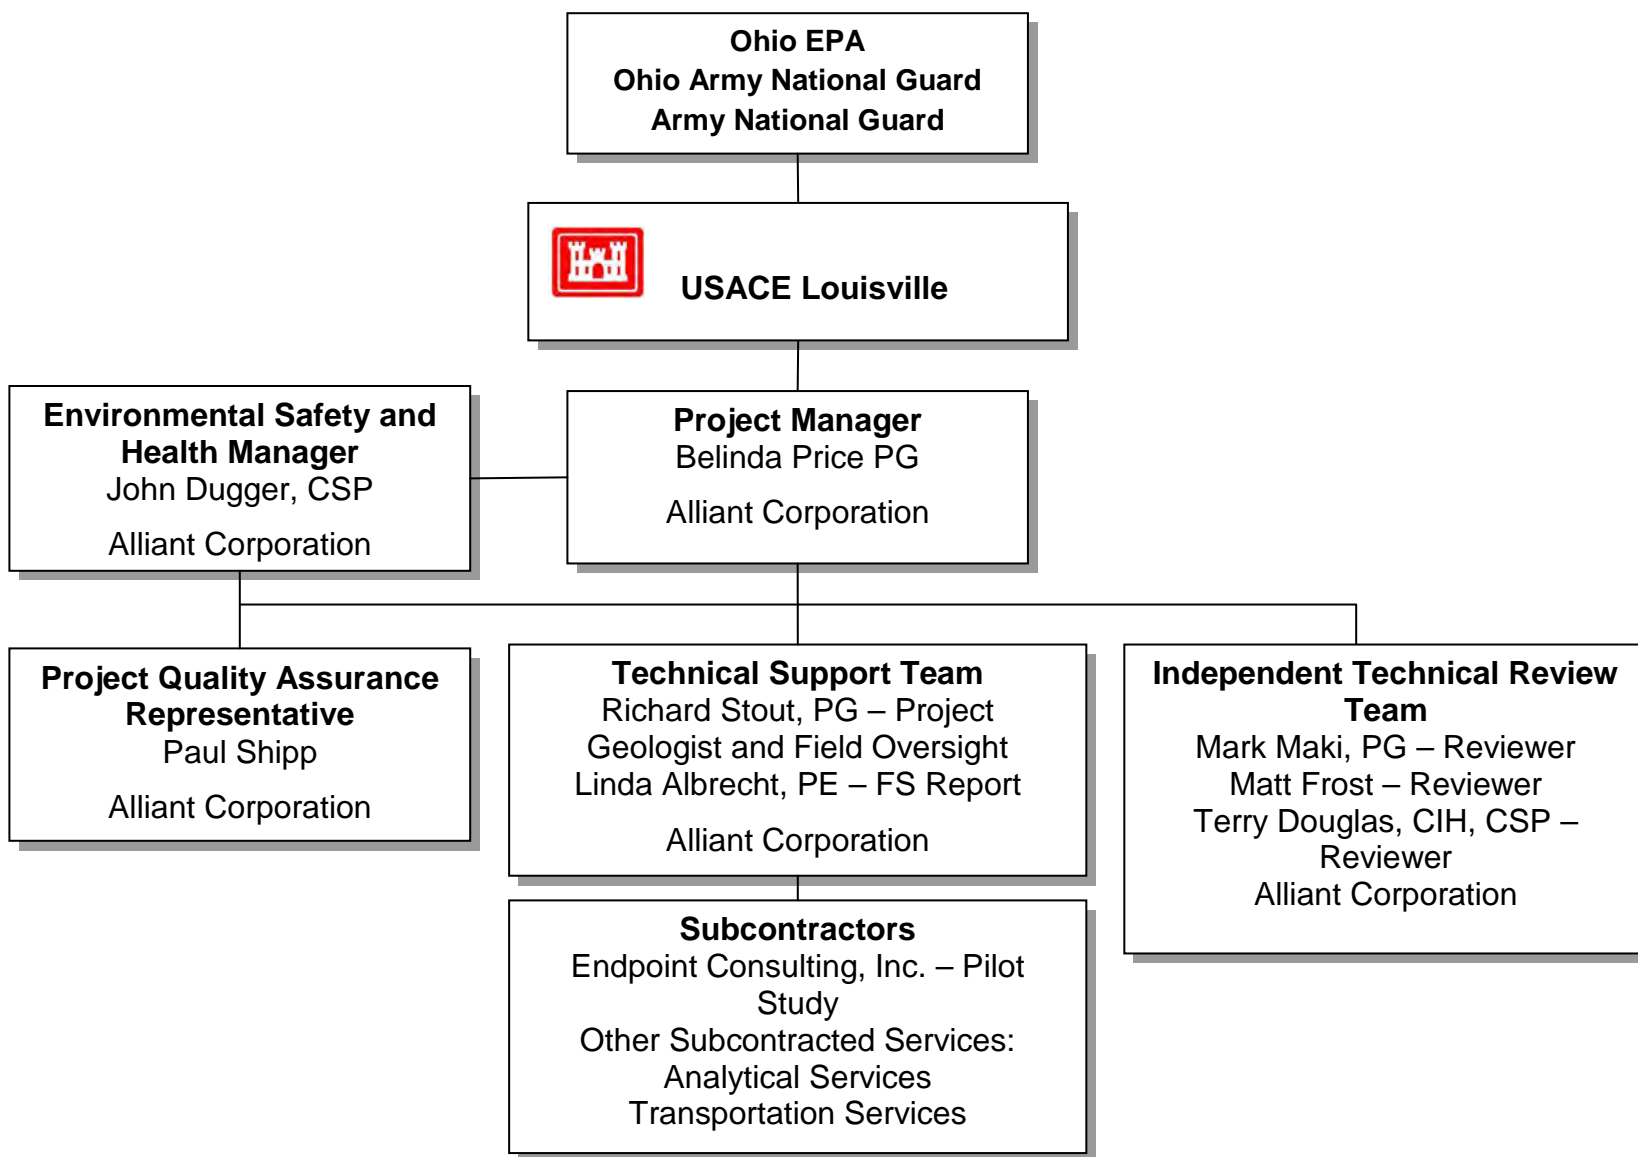 Ohio EPA
Ohio Army National Guard
Army National Guard
USACE Louisville
Environmental Safety and
Health Manager
John Dugger, CSP
Alliant Corporation
Project Manager
Belinda Price PG
Alliant Corporation
Project Quality Assurance
Representative
Paul Shipp
Alliant Corporation
Technical Support Team
Richard Stout, PG – Project
Geologist and Field Oversight
Linda Albrecht, PE – FS Report
Alliant Corporation
Independent Technical Review
Team
Mark Maki, PG – Reviewer
Matt Frost – Reviewer
Terry Douglas, CIH, CSP –
Reviewer
Alliant Corporation
Subcontractors
Endpoint Consulting, Inc. – Pilot
Study
Other Subcontracted Services:
Analytical Services
Transportation Services